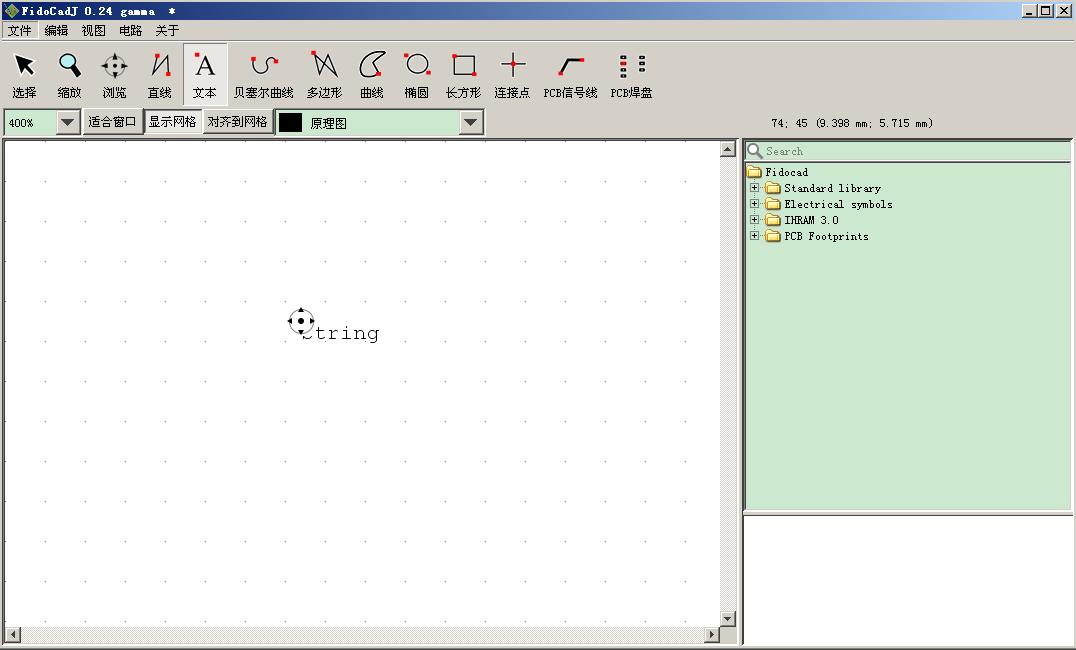 FidoCadJ 0.24 gamma *
文件 编辑 视图 电路 关于
选择 缩放 浏览 直线 文本 贝塞尔曲线 多边形 曲线 椭圆 长方形 连接点 PCB信号线 PCB焊盘
400% 适合窗口 显示网格 对齐到网格 原理图 74; 45 (9.398 mm; 5.715 mm)
Search
Fidocad
Standard library
Electrical symbols
IHRAM 3.0
PCB Footprints
String